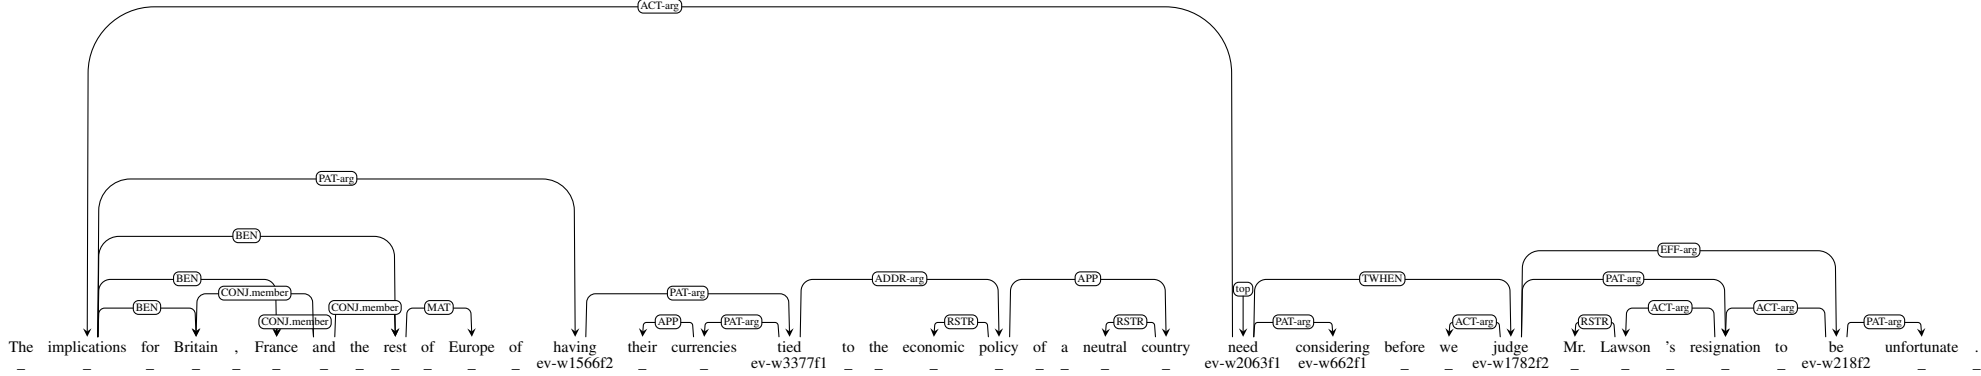 ACT-arg
PAT-arg
BEN
EFF-arg
BEN ADDR-arg APP TWHEN PAT-arg
CONJ.member PAT-arg top
BEN CONJ.member MAT ACT-arg ACT-arg
CONJ.member APP PAT-arg RSTR RSTR PAT-arg ACT-arg RSTR PAT-arg
The implications for Britain , France and the rest of Europe of having their currencies tied to the economic policy of a neutral country need considering before we judge Mr. Lawson 's resignation to be unfortunate .
_ _ _ _ _ _ _ _ _ _ _ _ ev-w1566f2 _ _ ev-w3377f1 _ _ _ _ _ _ _ _ ev-w2063f1 ev-w662f1 _ _ ev-w1782f2 _ _ _ _ _ ev-w218f2 _ _